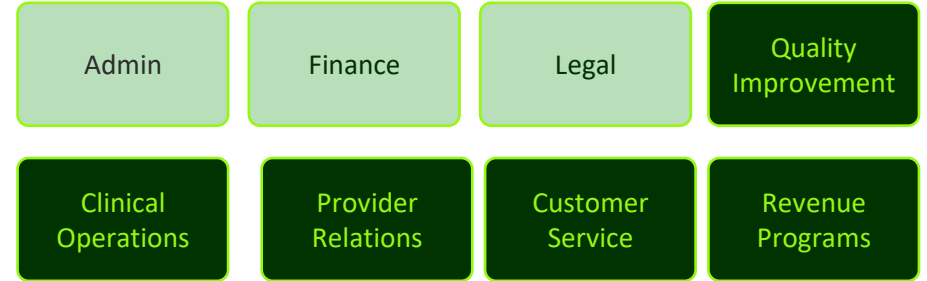 Admin
Finance
Legal
Quality
Improvement
Clinical
Operations
Provider
Relations
Customer
Service
Revenue
Programs